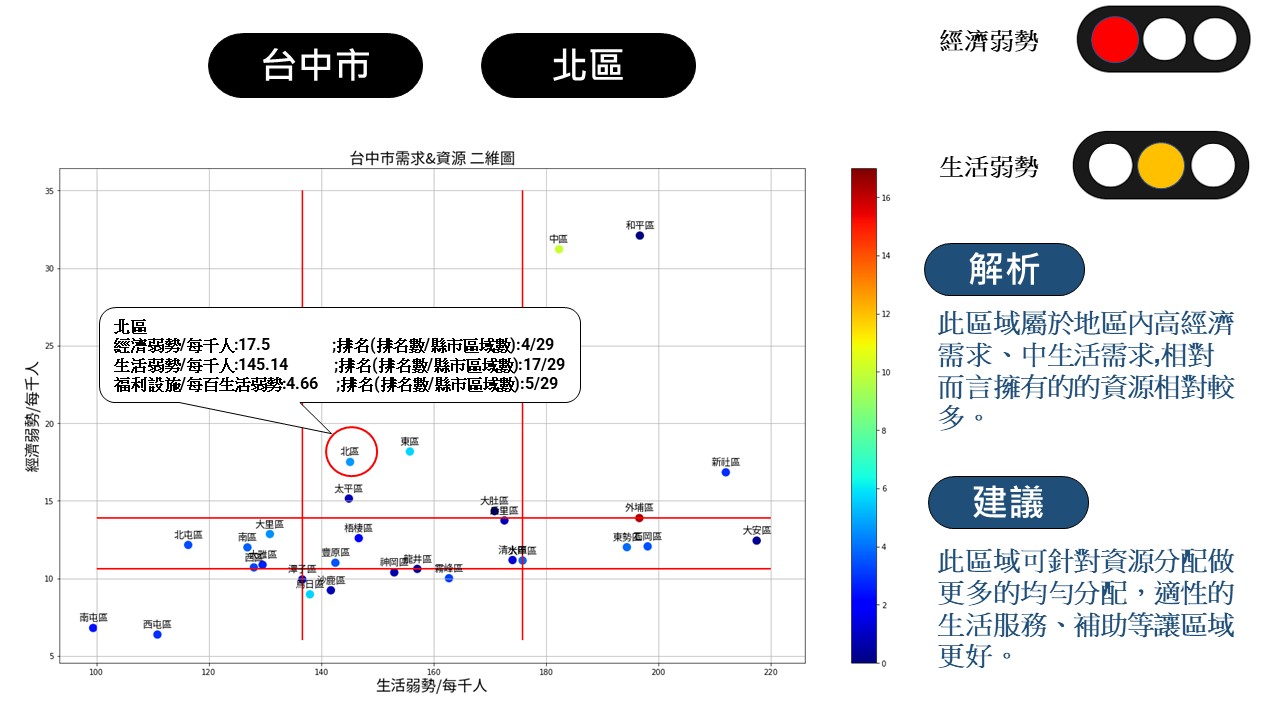 台中市
北區
經濟弱勢
生活弱勢
台中市需求&資源 二維圖
經濟弱勢/每千人
35
30
25
20
15
10
5
中區
和平區
北區
經濟弱勢/每千人:17.5 ;排名(排名數/縣市區域數):4/29
生活弱勢/每千人:145.14 ;排名(排名數/縣市區域數):17/29
福利設施/每百生活弱勢:4.66 ;排名(排名數/縣市區域數):5/29
北區
東區
新社區
太平區
大肚區
外埔區
北屯區
大里區
梧棲區
大安區
南區
東勢區
豐原區
神岡區
龍井區
霧峰區
潭子區
沙鹿區
烏日區
南屯區
西屯區
100
120
140
160
180
200
220
生活弱勢/每千人
16
14
12
10
8
6
4
2
0
解析
此區域屬於地區內高經濟
需求、中生活需求,相對
而言擁有的的資源相對較
多。
建議
此區域可針對資源分配做
更多的均勻分配，適性的
生活服務、補助等讓區域
更好。